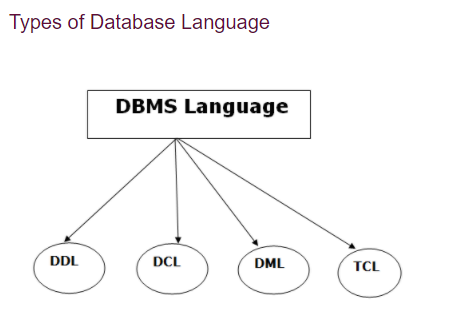 Types of Database Language
DBMS Language
DDL
DCL
DML
TCL